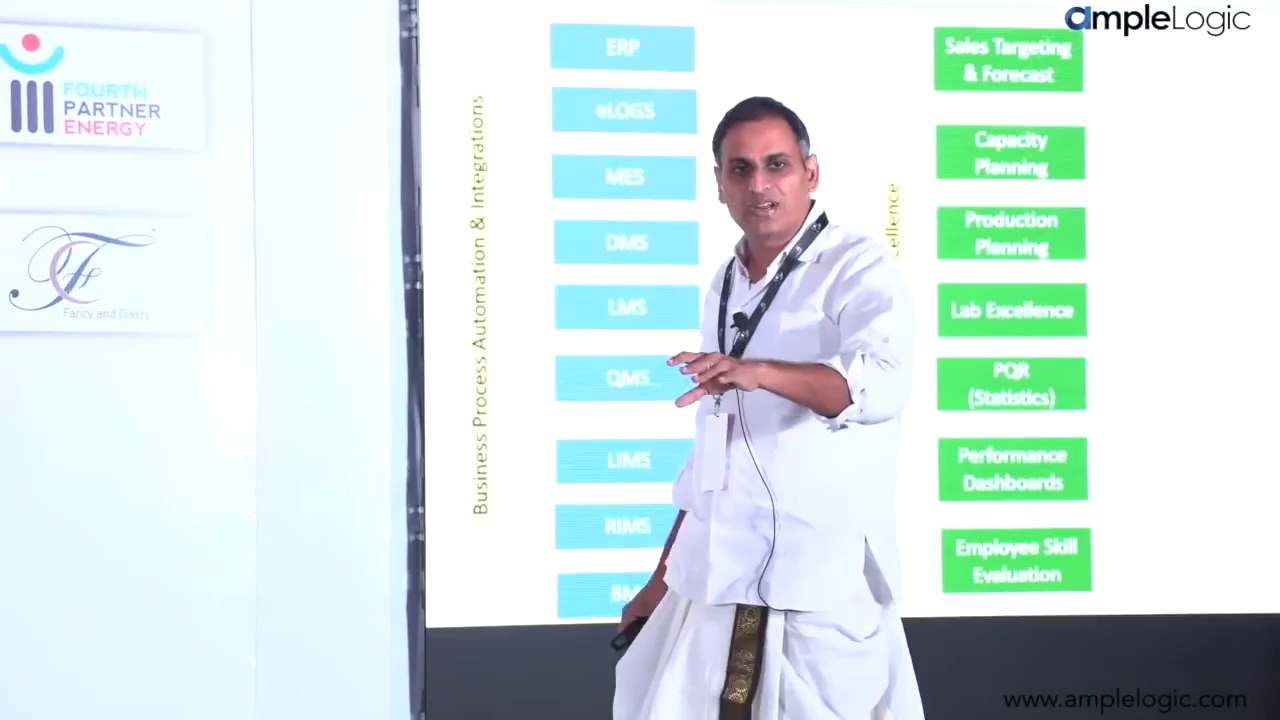 FOURTH
PARTNER
ENERGY
Fancy and Classy
Business Process Automation & Integrations
ERP
eLOGS
MES
DMS
LMS
QMS
LIMS
RIMS
cellence
ampleLogic
Sales Targeting
& Forecast
Capacity
Planning
Production
Planning
Lab Excellence
PQR
(Statistics)
Performance
Dashboards
Employee Skill
Evaluation
www.amplelogic.com